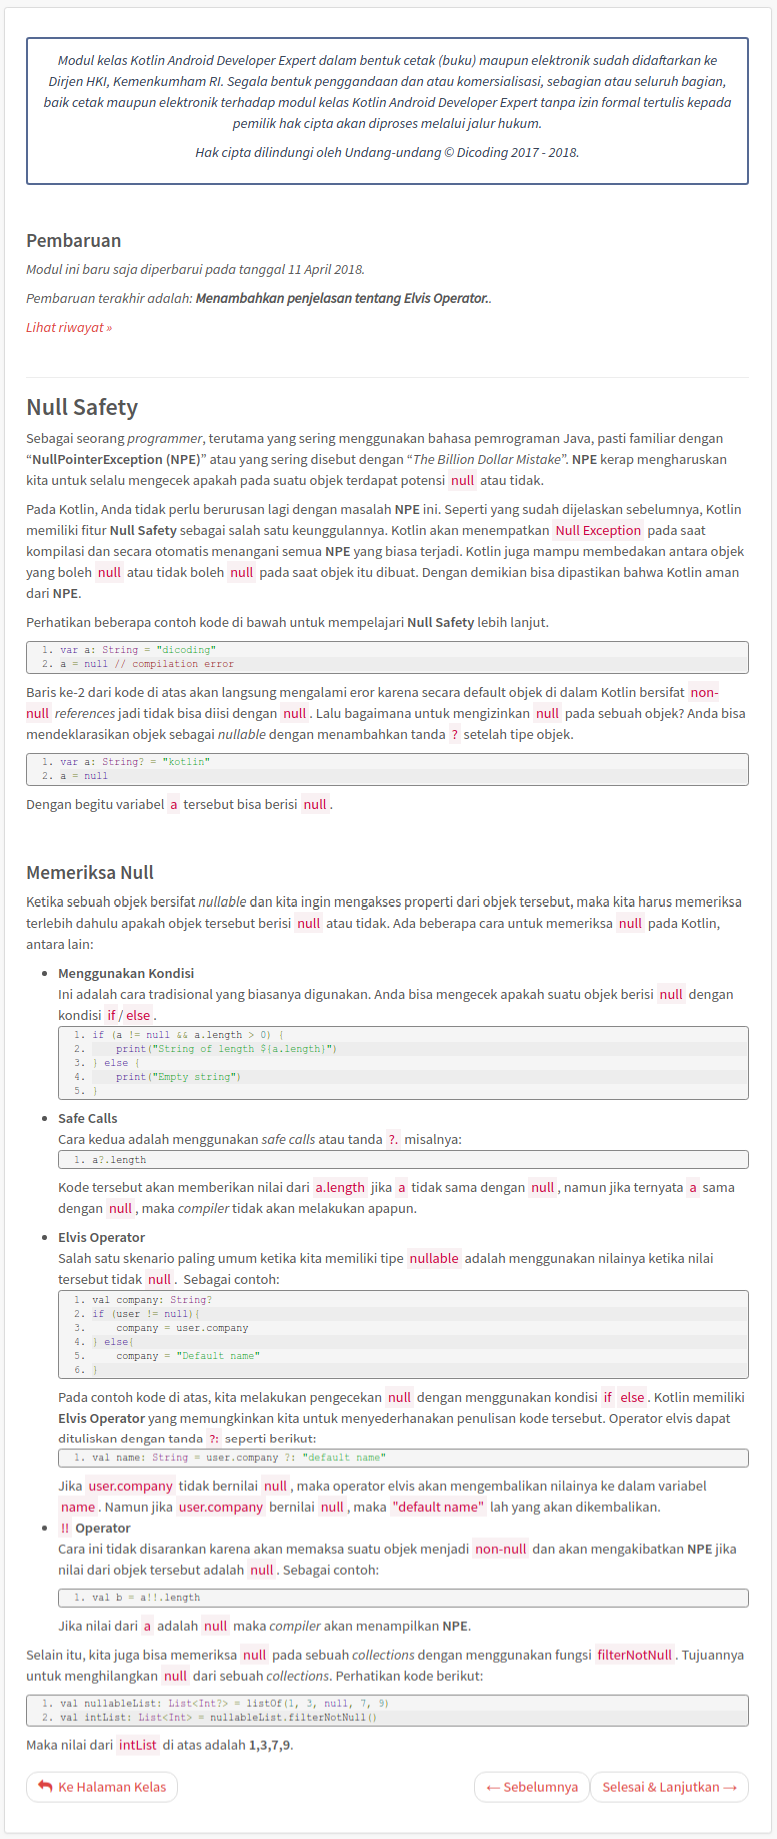 Modul kelas Kotlin Android Developer Expert dalam bentuk cetak (buku) maupun elektronik sudah didaftarkan ke
Dirjen HKI, Kemenkumham RI. Segala bentuk penggandaan dan atau komersialisasi, sebagian atau seluruh bagian,
baik cetak maupun elektronik terhadap modul kelas Kotlin Android Developer Expert tanpa izin formal tertulis kepada
pemilik hak cipta akan diproses melalui jalur hukum.
Hak cipta dilindungi oleh Undang-undang © Dicoding 2017 - 2018.
Pembaruan
Modul ini baru saja diperbarui pada tanggal 11 April 2018.
Pembaruan terakhir adalah: Menambahkan penjelasan tentang Elvis Operator..
Lihat riwayat »
Null Safety
Sebagai seorang programmer, terutama yang sering menggunakan bahasa pemrograman Java, pasti familiar dengan
“NullPointerException (NPE)” atau yang sering disebut dengan “The Billion Dollar Mistake”. NPE kerap mengharuskan
kita untuk selalu mengecek apakah pada suatu objek terdapat potensi null atau tidak.
Pada Kotlin, Anda tidak perlu berurusan lagi dengan masalah NPE ini. Seperti yang sudah dijelaskan sebelumnya, Kotlin
memiliki fitur Null Safety sebagai salah satu keunggulannya. Kotlin akan menempatkan Null Exception pada saat
kompilasi dan secara otomatis menangani semua NPE yang biasa terjadi. Kotlin juga mampu membedakan antara objek
yang boleh null atau tidak boleh null pada saat objek itu dibuat. Dengan demikian bisa dipastikan bahwa Kotlin aman
dari NPE.
Perhatikan beberapa contoh kode di bawah untuk mempelajari Null Safety lebih lanjut.
1. var a: String = "dicoding"
2. a = null // compilation error
Baris ke-2 dari kode di atas akan langsung mengalami eror karena secara default objek di dalam Kotlin bersifat non-
null references jadi tidak bisa diisi dengan null. Lalu bagaimana untuk mengizinkan null pada sebuah objek? Anda bisa
mendeklarasikan objek sebagai nullable dengan menambahkan tanda ? setelah tipe objek.
1. var a: String? = "kotlin"
2. a = null
Dengan begitu variabel a tersebut bisa berisi null.
Memeriksa Null
Ketika sebuah objek bersifat nullable dan kita ingin mengakses properti dari objek tersebut, maka kita harus memeriksa
terlebih dahulu apakah objek tersebut berisi null atau tidak. Ada beberapa cara untuk memeriksa null pada Kotlin,
antara lain:
• Menggunakan Kondisi
Ini adalah cara tradisional yang biasanya digunakan. Anda bisa mengecek apakah suatu objek berisi null dengan
kondisi if / else.
1. if (a != null && a.length > 0) {
2.     print("String of length ${a.length}")
3. } else {
4.     print("Empty string")
5. }
• Safe Calls
Cara kedua adalah menggunakan safe calls atau tanda ?. misalnya:
1. a?.length
Kode tersebut akan memberikan nilai dari a.length jika a tidak sama dengan null, namun jika ternyata a sama
dengan null, maka compiler tidak akan melakukan apapun.
• Elvis Operator
Salah satu skenario paling umum ketika kita memiliki tipe nullable adalah menggunakan nilainya ketika nilai
tersebut tidak null. Sebagai contoh:
1. val company: String?
2. if (user != null){
3.     company = user.company
4. } else{
5.     company = "Default name"
6. }
Pada contoh kode di atas, kita melakukan pengecekan null dengan menggunakan kondisi if else. Kotlin memiliki
Elvis Operator yang memungkinkan kita untuk menyederhanakan penulisan kode tersebut. Operator elvis dapat
dituliskan dengan tanda ?: seperti berikut:
1. val name: String = user.company ?: "default name"
Jika user.company tidak bernilai null, maka operator elvis akan mengembalikan nilainya ke dalam variabel
name. Namun jika user.company bernilai null, maka "default name" lah yang akan dikembalikan.
• !! Operator
Cara ini tidak disarankan karena akan memaksa suatu objek menjadi non-null dan akan mengakibatkan NPE jika
nilai dari objek tersebut adalah null. Sebagai contoh:
1. val b = a!!.length
Jika nilai dari a adalah null maka compiler akan menampilkan NPE.
Selain itu, kita juga bisa memeriksa null pada sebuah collections dengan menggunakan fungsi filterNotNull. Tujuannya
untuk menghilangkan null dari sebuah collections. Perhatikan kode berikut:
1. val nullableList: List<Int?> = listOf(1, 3, null, 7, 9)
2. val intList: List<Int> = nullableList.filterNotNull()
Maka nilai dari intList di atas adalah 1,3,7,9.
Ke Halaman Kelas
← Sebelumnya
Selesai & Lanjutkan →